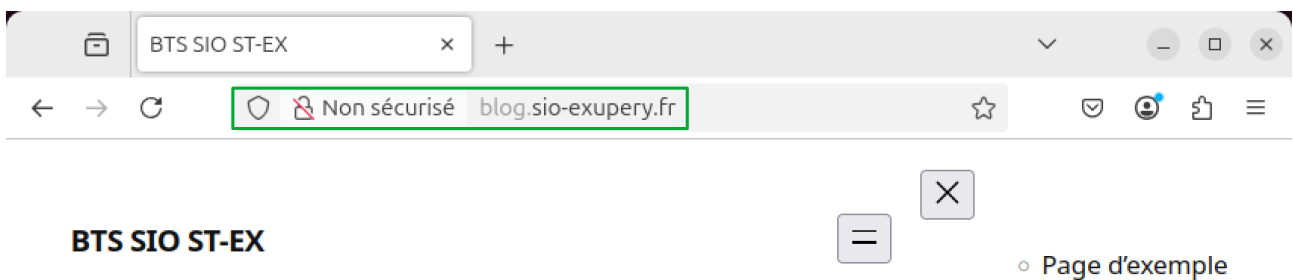 BTS SIO ST-EX
Non sécurisé blog.sio-exupery.fr
BTS SIO ST-EX
Page d’exemple